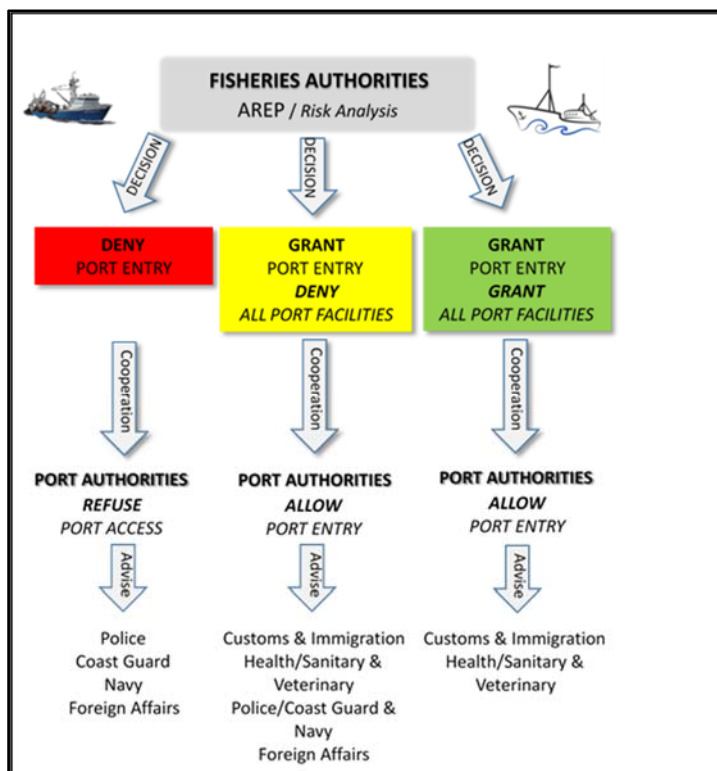 FISHERIES AUTHORITIES
AREP / Risk Analysis
DECISION
DECISION
DECISION
DENY
PORT ENTRY
GRANT
PORT ENTRY
DENY
ALL PORT FACILITIES
GRANT
PORT ENTRY
GRANT
ALL PORT FACILITIES
Cooperation
Cooperation
Cooperation
PORT AUTHORITIES
REFUSE
PORT ACCESS
PORT AUTHORITIES
ALLOW
PORT ENTRY
PORT AUTHORITIES
ALLOW
PORT ENTRY
Advise
Advise
Advise
Police
Coast Guard
Navy
Foreign Affairs
Customs & Immigration
Health/Sanitary &
Veterinary
Police/Coast Guard &
Navy
Foreign Affairs
Customs & Immigration
Health/Sanitary &
Veterinary